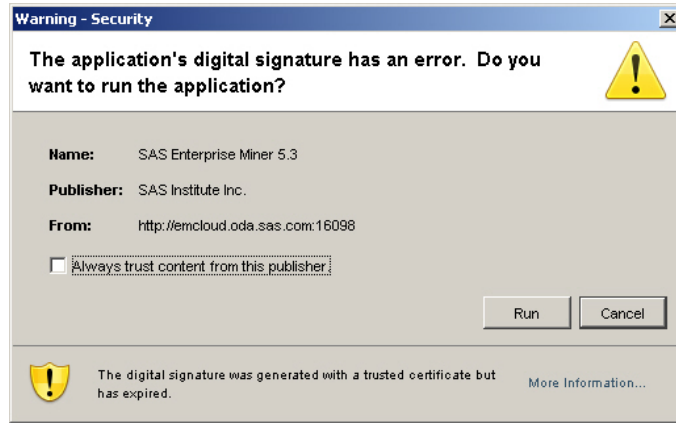 Warning - Security
The application's digital signature has an error. Do you
want to run the application?
Name: SAS Enterprise Miner 5.3
Publisher: SAS Institute Inc.
From: http://emcloud.oda.sas.com:16098
Always trust content from this publisher.
Run Cancel
The digital signature was generated with a trusted certificate but
has expired.
More Information...